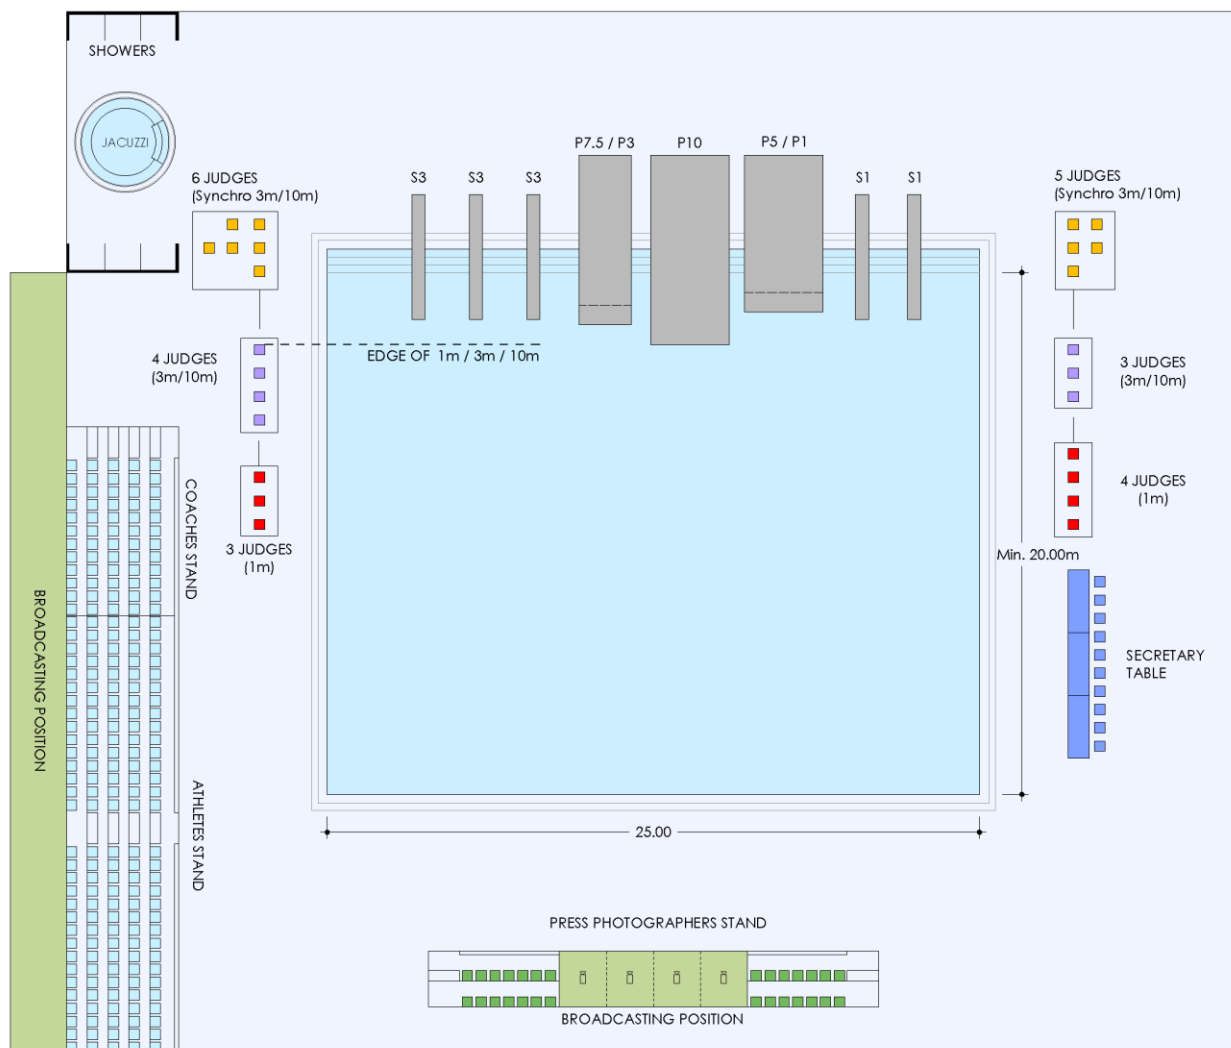 SHOWERS
JACUZZI
6 JUDGES
(Synchro 3m/10m)
S3
S3
S3
P7.5 / P3
P10
P5 / P1
S1
S1
5 JUDGES
(Synchro 3m/10m)
EDGE OF 1m / 3m / 10m
4 JUDGES
(3m/10m)
3 JUDGES
(3m/10m)
COACHES STAND
3 JUDGES
(1m)
4 JUDGES
(1m)
Min. 20.00m
BROADCASTING POSITION
SECRETARY
TABLE
ATHLETES STAND
25.00
PRESS PHOTOGRAPHERS STAND
BROADCASTING POSITION